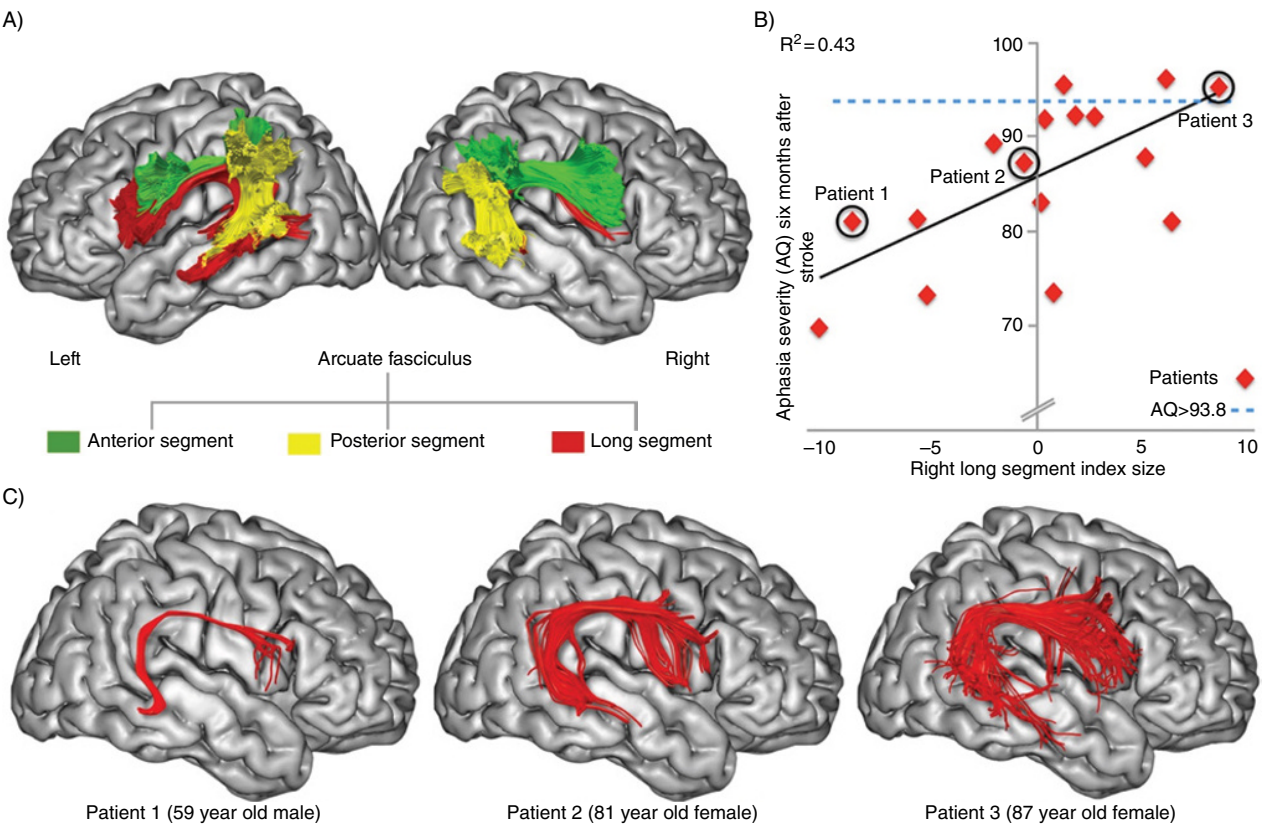 A)
Left
Arcuate fasciculus
Right
Anterior segment
Posterior segment
Long segment
B)
R²=0.43
Aphasia severity (AQ) six months after
stroke
100
90
80
70
Patient 1
Patient 2
Patient 3
Patients
AQ>93.8
−10
−5
0
5
10
Right long segment index size
C)
Patient 1 (59 year old male)
Patient 2 (81 year old female)
Patient 3 (87 year old female)